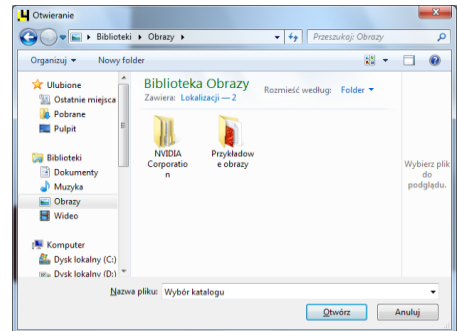 Otwieranie
Biblioteki
Obrazy
Przeszukaj: Obrazy
Organizuj
Nowy folder
Ulubione
Ostatnie miejsca
Pobrane
Pulpit
Biblioteki
Dokumenty
Muzyka
Obrazy
Wideo
Komputer
Dysk lokalny (C:)
Dysk lokalny (D:)
Biblioteka Obrazy
Zawiera: Lokalizacji — 2
Rozmieść według: Folder
NVIDIA
Corporatio
n
Przykładow
e obrazy
Wybierz plik
do
podglądu.
Nazwa pliku: Wybór katalogu
Otwórz
Anuluj